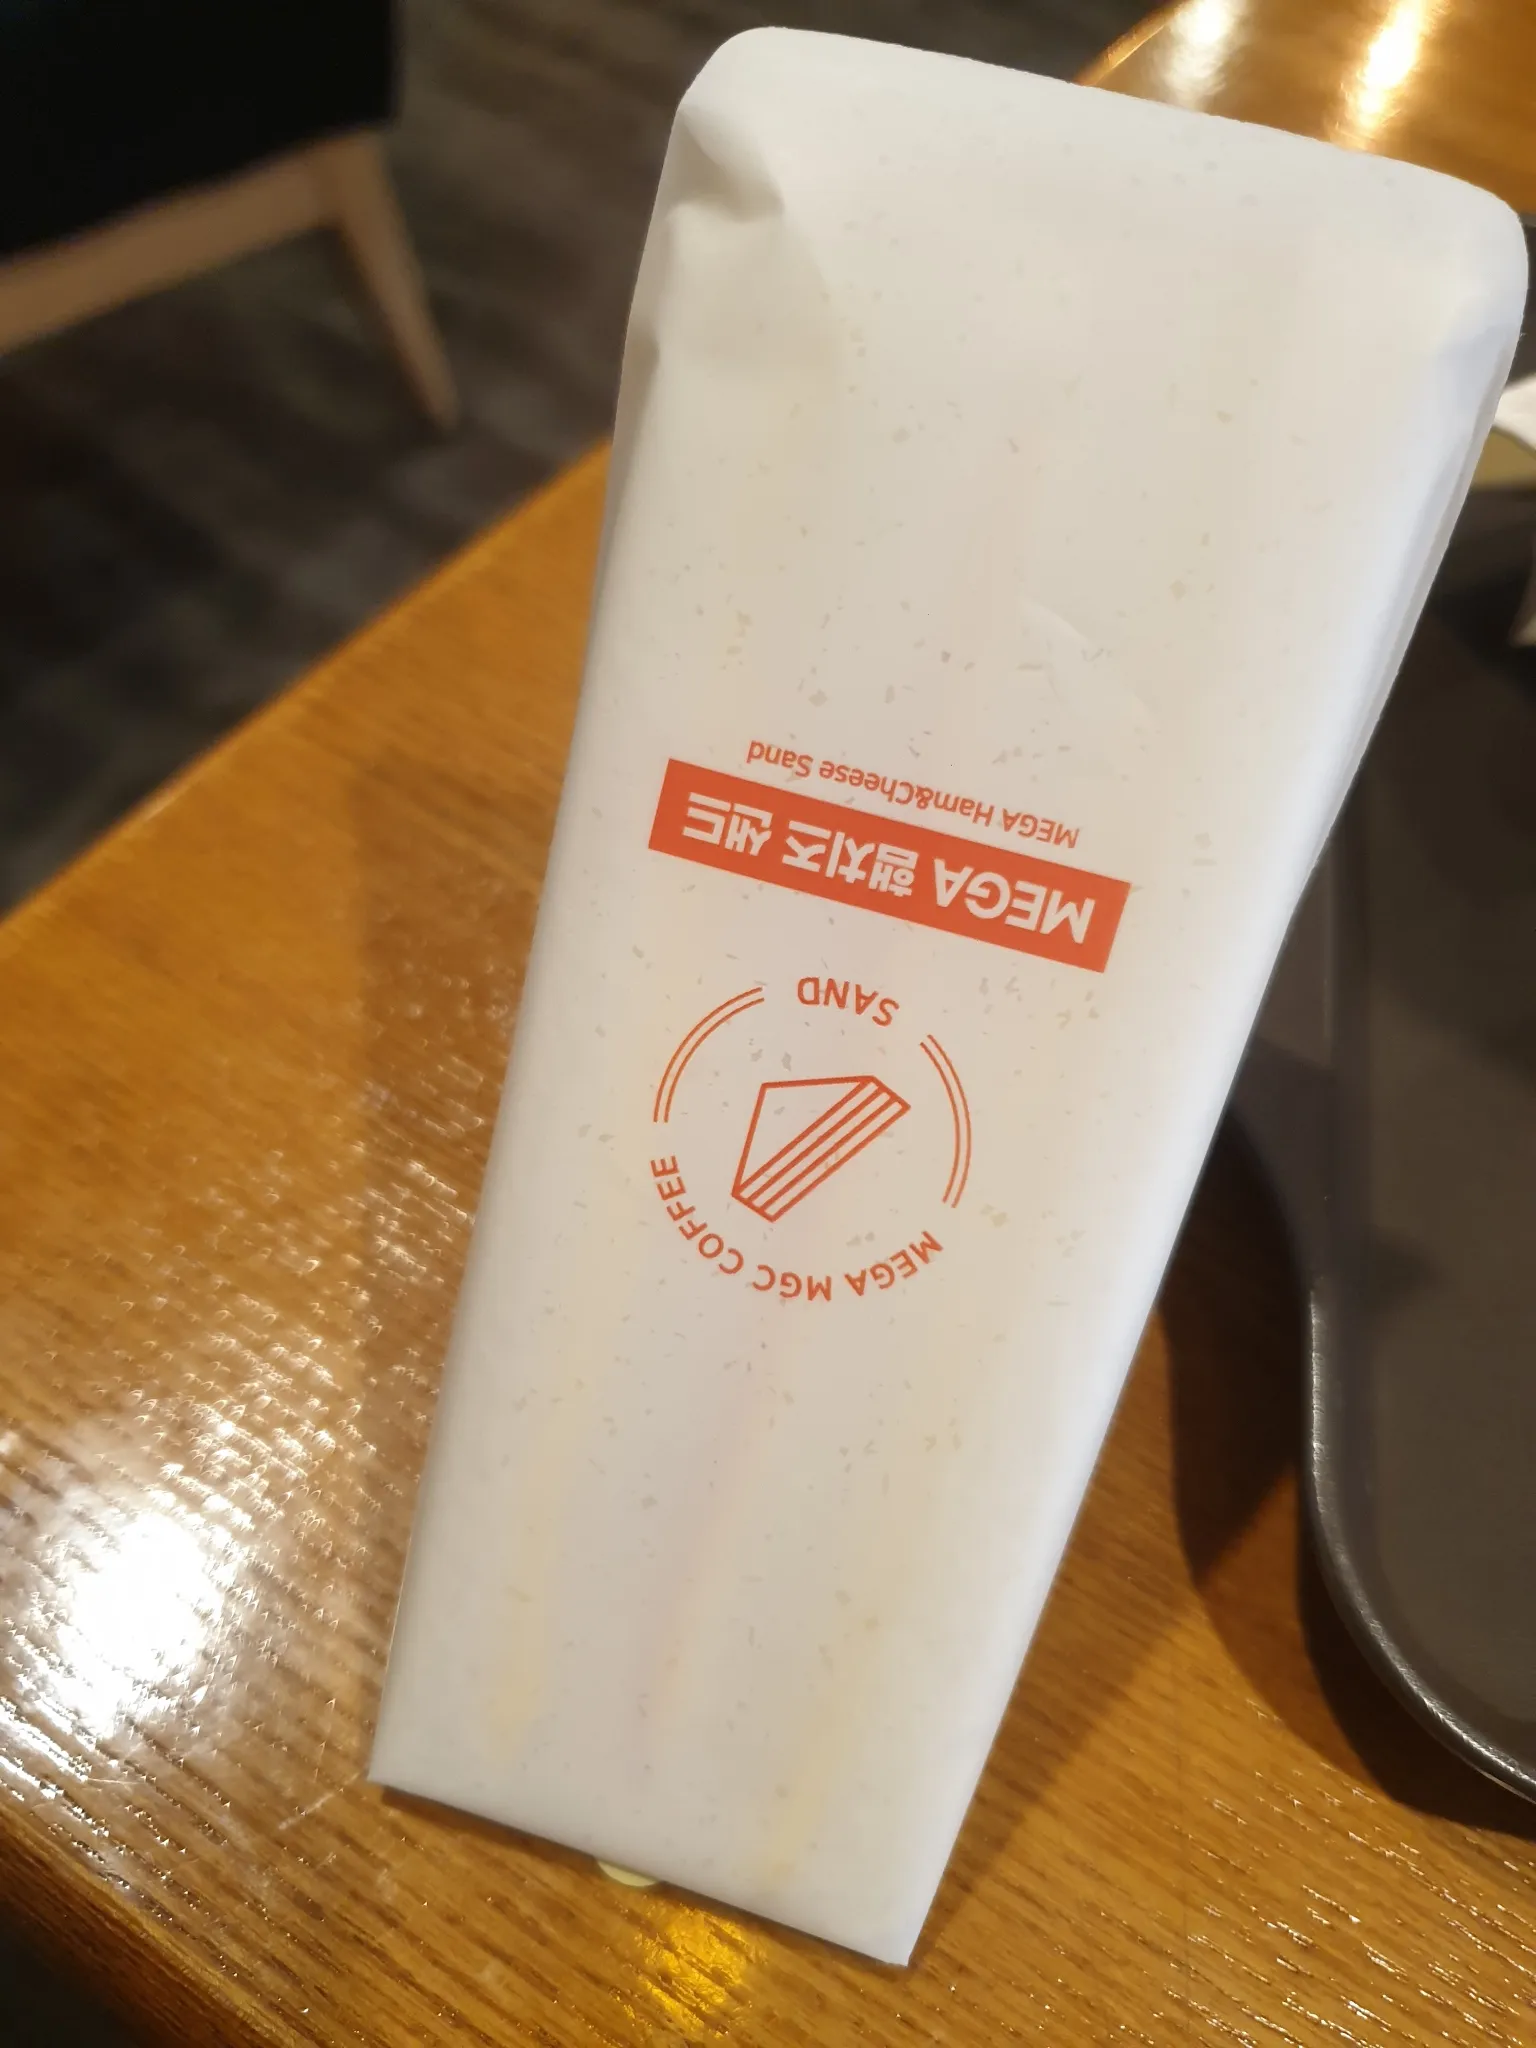 MEGA MGC COFFEE
SAND
MEGA 햄치즈 샌드
MEGA Ham&Cheese Sand